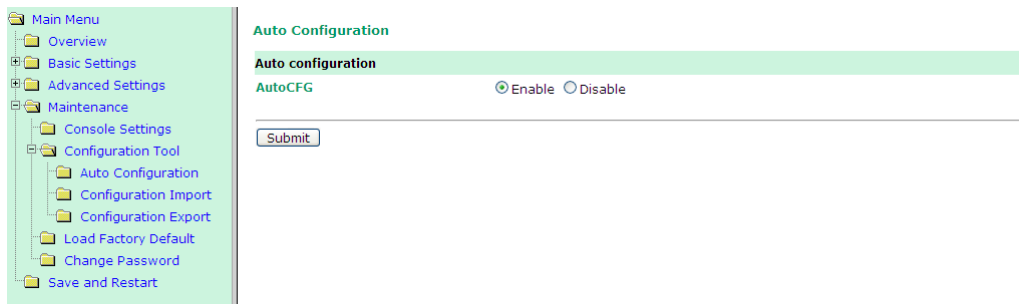 Main Menu
Overview
Basic Settings
Advanced Settings
Maintenance
Console Settings
Configuration Tool
Auto Configuration
Configuration Import
Configuration Export
Load Factory Default
Change Password
Save and Restart
Auto Configuration
Auto configuration
AutoCFG Enable Disable
Submit